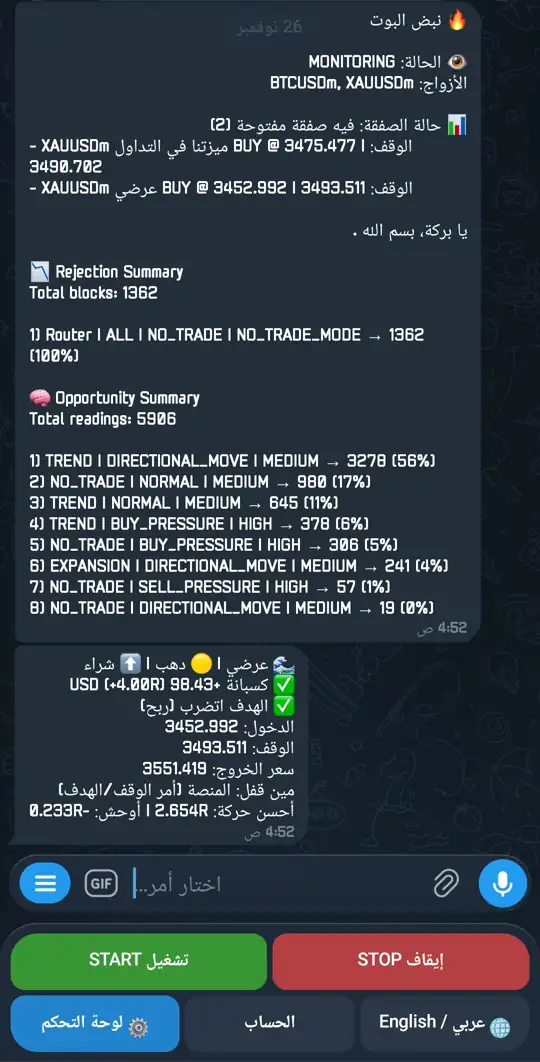 26 نوفمبر
🔥 نبض البوت
👁 الحالة: MONITORING
الأزواج: BTCUSDm, XAUUSDm
📊 حالة الصفقة: فيه صفقة مفتوحة (2)
- XAUUSDm ميزتنا في التداول BUY @ 3475.477 | الوقف:
3490.702
- XAUUSDm عرضي BUY @ 3452.992 | 3493.511 الوقف:
يا بركة، بسم الله .
📉 Rejection Summary
Total blocks: 1362
1) Router | ALL | NO_TRADE | NO_TRADE_MODE → 1362
(100%)
🧠 Opportunity Summary
Total readings: 5906
1) TREND | DIRECTIONAL_MOVE | MEDIUM → 3278 (56%)
2) NO_TRADE | NORMAL | MEDIUM → 980 (17%)
3) TREND | NORMAL | MEDIUM → 645 (11%)
4) TREND | BUY_PRESSURE | HIGH → 378 (6%)
5) NO_TRADE | BUY_PRESSURE | HIGH → 306 (5%)
6) EXPANSION | DIRECTIONAL_MOVE | MEDIUM → 241 (4%)
7) NO_TRADE | SELL_PRESSURE | HIGH → 57 (1%)
8) NO_TRADE | DIRECTIONAL_MOVE | MEDIUM → 19 (0%)
4:52 ص
🌊 عرضي | 🟡 دهب | ⬆️ شراء
✅ كسبانة +98.43 USD (+4.00R)
✅ الهدف اتضرب (ربح)
الدخول: 3452.992
الوقف: 3493.511
سعر الخروج: 3551.419
مين قفل: المنصة (أمر الوقف/الهدف)
أحسن حركة: 2.654R | أوحش: -0.233R
4:52 ص
GIF
اختار أمر...
تشغيل START
إيقاف STOP
لوحة التحكم ⚙️
الحساب
🌐 عربي / English